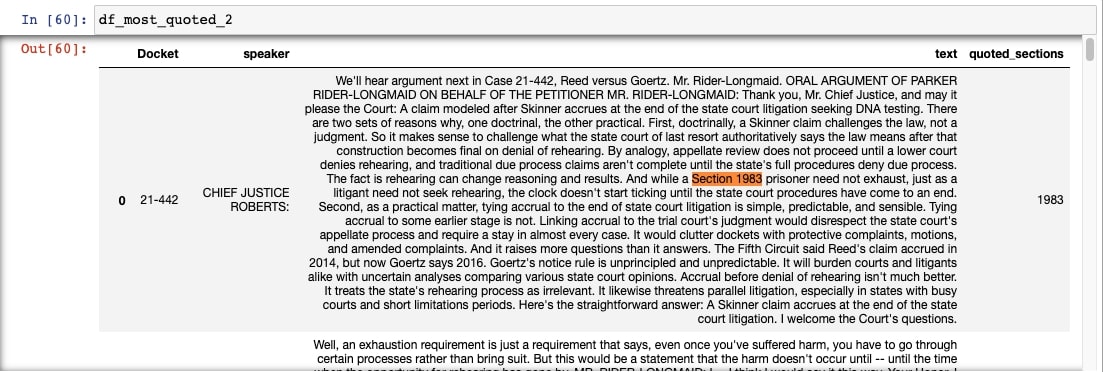 In [60]: df_most_quoted_2
Out[60]:
Docket speaker text quoted_sections
We'll hear argument next in Case 21-442, Reed versus Goertz. Mr. Rider-Longmaid. ORAL ARGUMENT OF PARKER
RIDER-LONGMAID ON BEHALF OF THE PETITIONER MR. RIDER-LONGMAID: Thank you, Mr. Chief Justice, and may it
please the Court: A claim modeled after Skinner accrues at the end of the state court litigation seeking DNA testing. There
are two sets of reasons why, one doctrinal, the other practical. First, doctrinally, a Skinner claim challenges the law, not a
judgment. So it makes sense to challenge what the state court of last resort authoritatively says the law means after that
construction becomes final on denial of rehearing. By analogy, appellate review does not proceed until a lower court
denies rehearing, and traditional due process claims aren't complete until the state's full procedures deny due process.
The fact is rehearing can change reasoning and results. And while a Section 1983 prisoner need not exhaust, just as a
litigant need not seek rehearing, the clock doesn't start ticking until the state court procedures have come to an end.
0 21-442 CHIEF JUSTICE
ROBERTS:
Second, as a practical matter, tying accrual to the end of state court litigation is simple, predictable, and sensible. Tying
accrual to some earlier stage is not. Linking accrual to the trial court's judgment would disrespect the state court's
appellate process and require a stay in almost every case. It would clutter dockets with protective complaints, motions,
and amended complaints. And it raises more questions than it answers. The Fifth Circuit said Reed's claim accrued in
2014, but now Goertz says 2016. Goertz's notice rule is unprincipled and unpredictable. It will burden courts and litigants
alike with uncertain analyses comparing various state court opinions. Accrual before denial of rehearing isn't much better.
It treats the state's rehearing process as irrelevant. It likewise threatens parallel litigation, especially in states with busy
courts and short limitations periods. Here's the straightforward answer: A Skinner claim accrues at the end of the state
court litigation. I welcome the Court's questions.
1983
Well, an exhaustion requirement is just a requirement that says, even once you've suffered harm, you have to go through
certain processes rather than bring suit. But this would be a statement that the harm doesn't occur until -- until the time